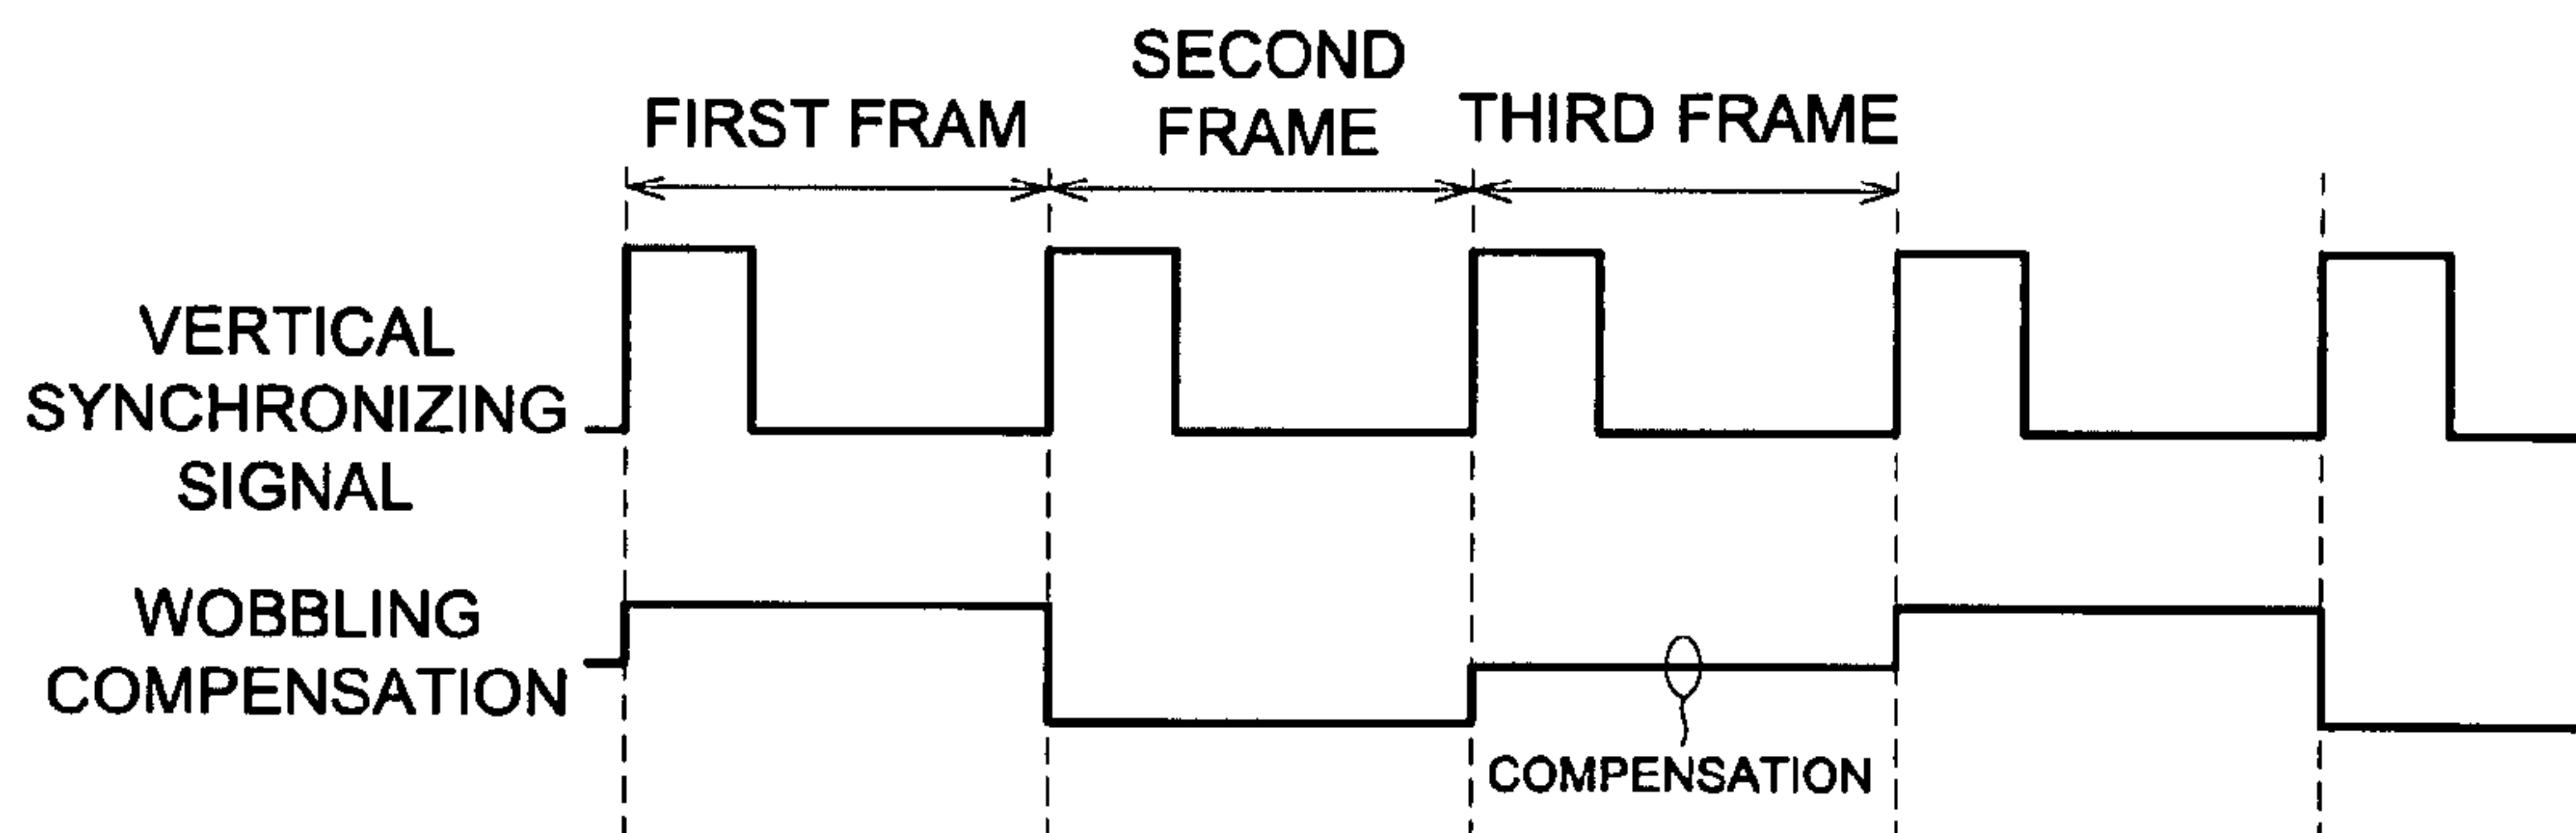 FIRST FRAM
SECOND
FRAME
THIRD FRAME
VERTICAL
SYNCHRONIZING
SIGNAL
WOBBLING
COMPENSATION
COMPENSATION